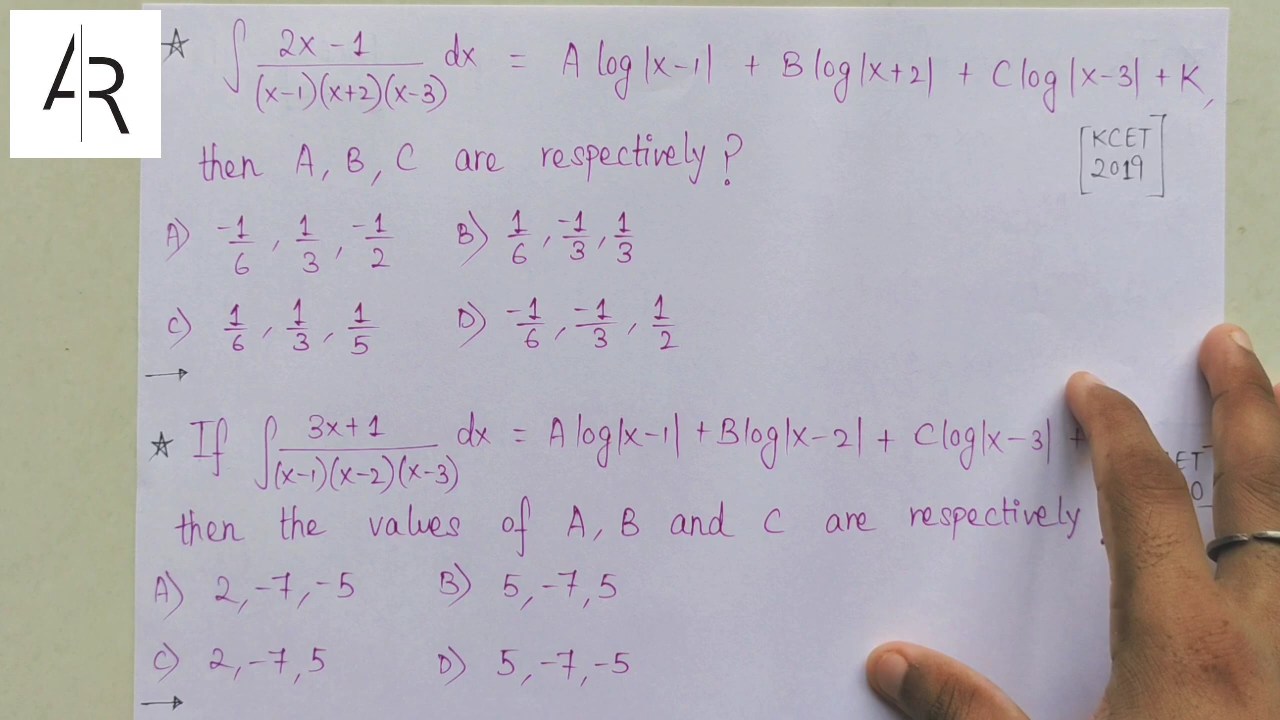 AR
☆ ∫ (2x - 1)/((x-1)(x+2)(x-3)) dx = A log|x-1| + B log|x+2| + C log|x-3| + K,
then A, B, C are respectively?
[KCET
2019]
A) -1/6, 1/3, -1/2 B) 1/6, -1/3, 1/3
C) 1/6, 1/3, 1/5 D) -1/6, -1/3, 1/2
→
☆ If ∫ (3x+1)/((x-1)(x-2)(x-3)) dx = A log|x-1| + B log|x-2| + C log|x-3| +
then the values of A, B and C are respectively
A) 2, -7, -5 B) 5, -7, 5
C) 2, -7, 5 D) 5, -7, -5
→